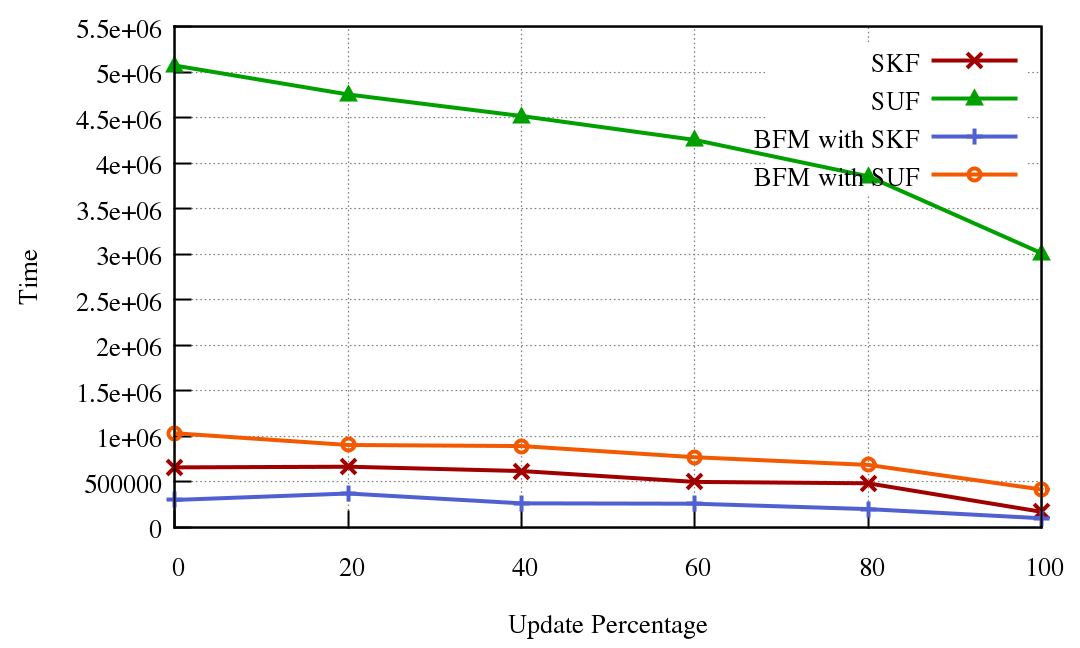 5.5e+06
5e+06
4.5e+06
4e+06
3.5e+06
3e+06
2.5e+06
2e+06
1.5e+06
1e+06
500000
0
Time
SKF
SUF
BFM with SKF
BFM with SUF
0 20 40 60 80 100
Update Percentage